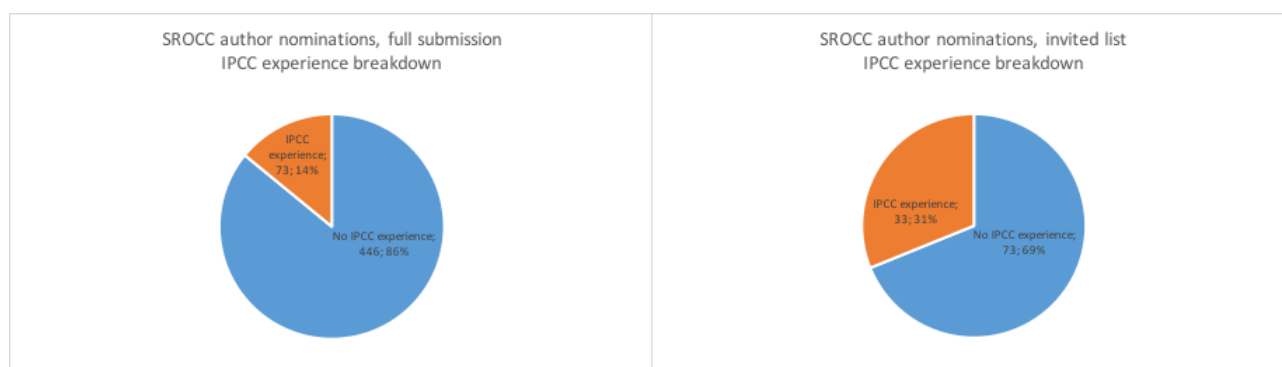 SROCC author nominations, full submission
IPCC experience breakdown
IPCC
experience;
73; 14%
No IPCC experience;
446; 86%
SROCC author nominations, invited list
IPCC experience breakdown
IPCC experience;
33; 31%
No IPCC experience;
73; 69%